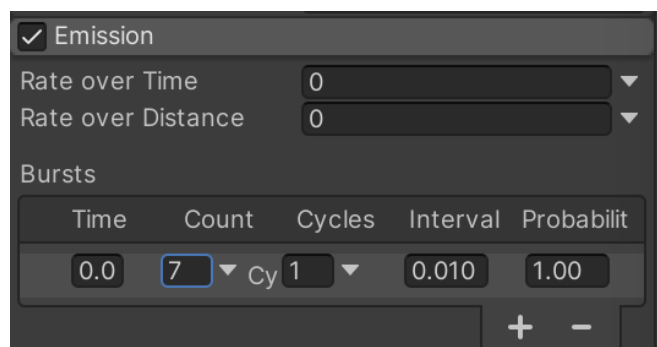 Emission
Rate over Time 0
Rate over Distance 0
Bursts
Time Count Cycles Interval Probabilit
0.0 7 Cy 1 0.010 1.00
+ −